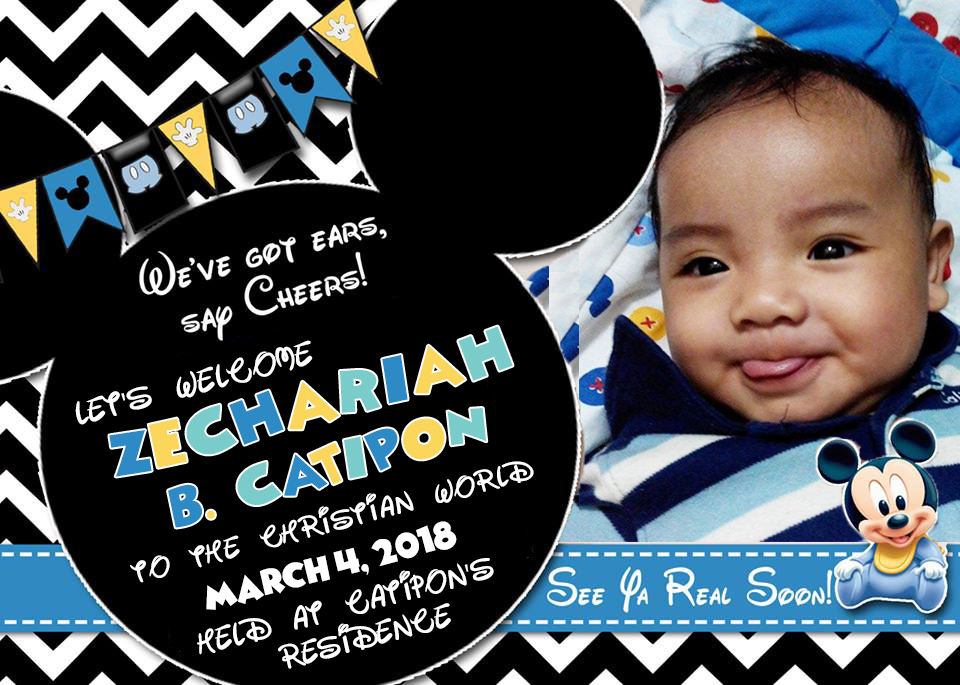 We've got ears,
say Cheers!
LET'S WELCOME
ZECHARIAH
B. CATIPON
TO THE CHRISTIAN WORLD
MARCH 4, 2018
HELD AT CATIPON'S
RESIDENCE
See Ya Real Soon!